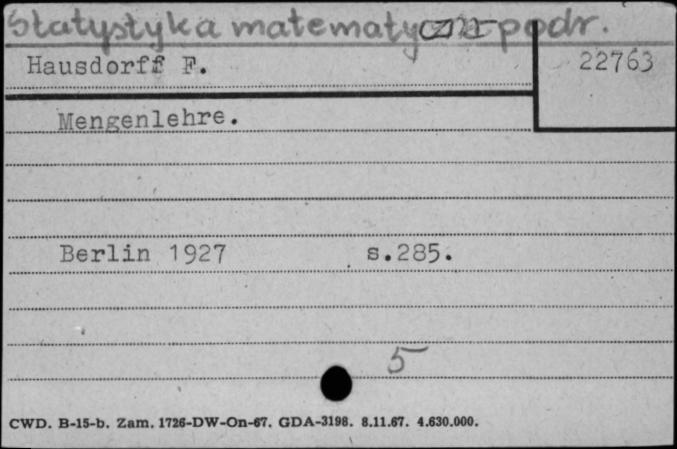 Statystyka matematyczna podr.
Hausdorff F.
22763
Mengenlehre.
Berlin 1927 s.285.
5
CWD. B-15-b. Zam. 1726-DW-On-67. GDA-3198. 8.11.67. 4.630.000.